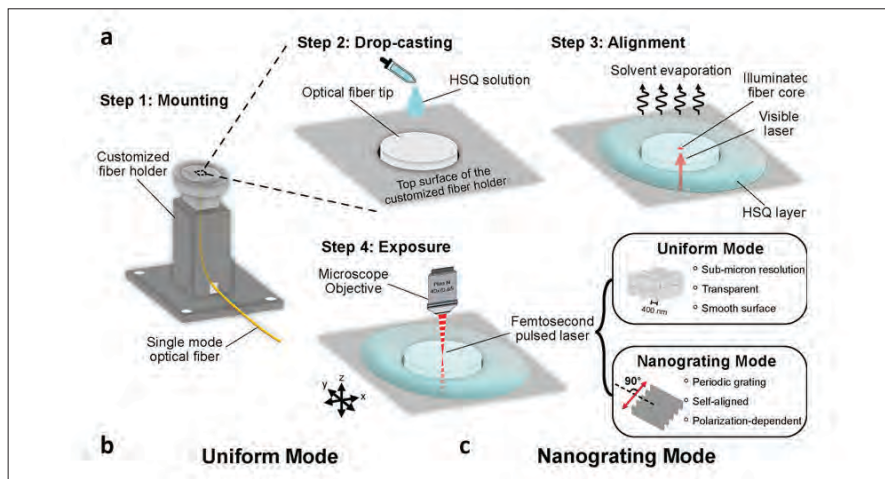 a
Step 1: Mounting
Customized
fiber holder
Single mode
optical fiber
Step 2: Drop-casting
HSQ solution
Optical fiber tip
Top surface of the
customized fiber holder
Step 3: Alignment
Solvent evaporation
Illuminated
fiber core
Visible
laser
HSQ layer
Step 4: Exposure
Microscope
Objective
Femtosecond
pulsed laser
y
z
x
Uniform Mode
400 nm
Sub-micron resolution
Transparent
Smooth surface
Nanograting Mode
90°
Periodic grating
Self-aligned
Polarization-dependent
b
Uniform Mode
c
Nanograting Mode